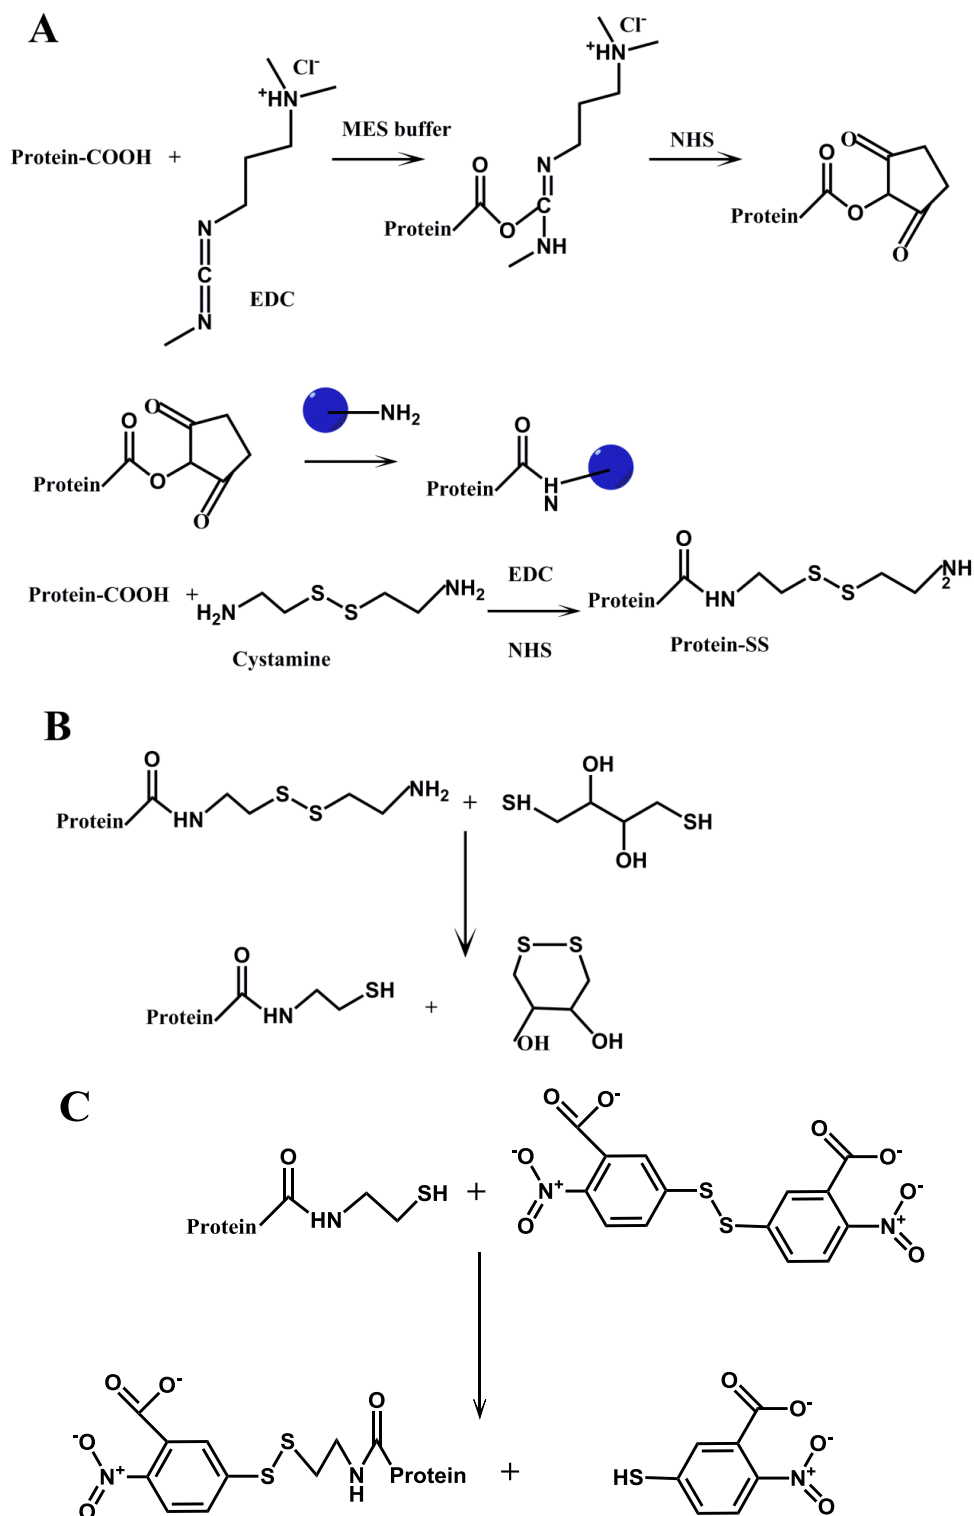 A
Cl-
+HN
Protein-COOH +
MES buffer
N
C
N
EDC
Cl-
+HN
O
N
C
Protein
O
NH
NHS
O
O
Protein
O
O
O
O
Protein
O
O
NH2
O
Protein
H
N
Protein-COOH +
H2N
S
S
NH2
Cystamine
EDC
NHS
O
Protein
HN
S
S
NH
2
Protein-SS
B
O
Protein
HN
S
S
NH2
+
OH
SH
SH
OH
O
Protein
HN
SH
+
S
S
OH
OH
C
O
Protein
HN
SH
+
O
O-
-O
N+
O
S
S
O
O-
O-
N+
O
O
O-
-O
N+
O
S
S
N
H
O
Protein
+
O
O-
HS
O-
N+
O